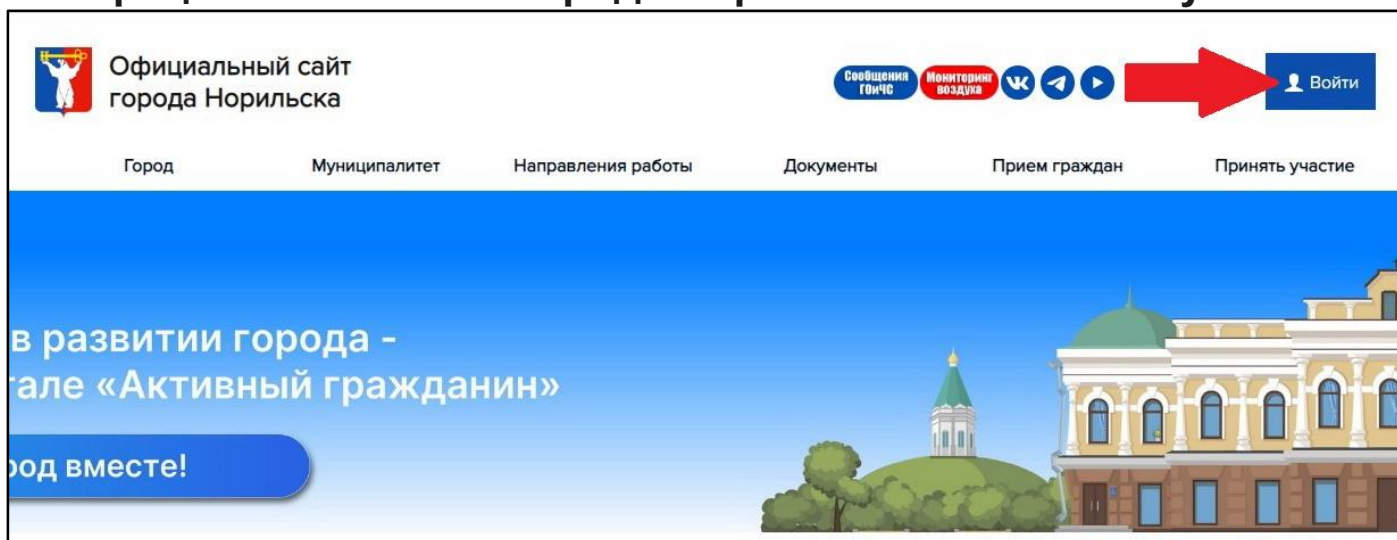 Официальный сайт
города Норильска
Сообщения
ГОиЧС
Мониторинг
воздуха
Войти
Город
Муниципалитет
Направления работы
Документы
Прием граждан
Принять участие
в развитии города -
тале «Активный гражданин»
род вместе!